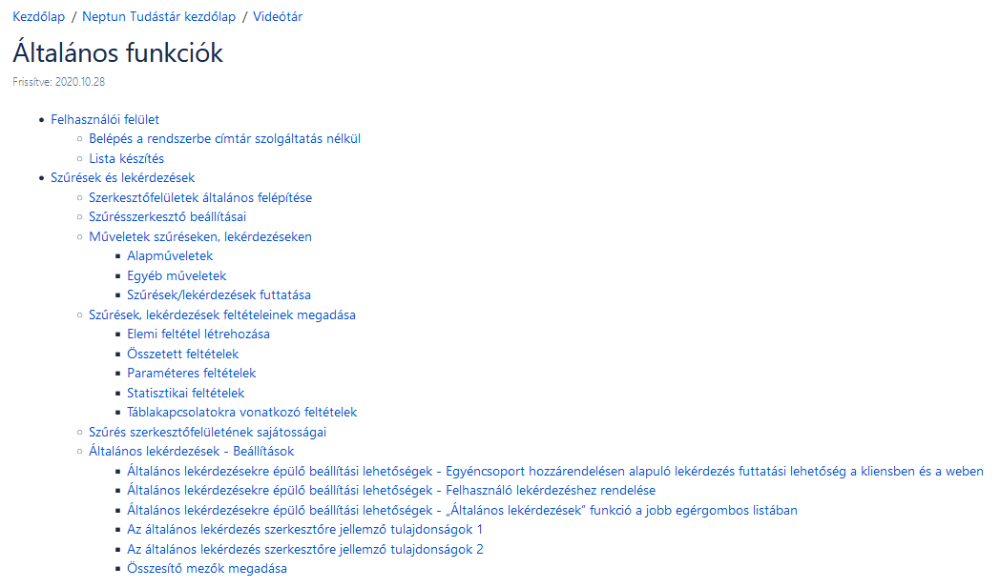 Kezdőlap / Neptun Tudástár kezdőlap / Videótár
Általános funkciók
Frissítve: 2020.10.28
Felhasználói felület
Belépés a rendszerbe címtár szolgáltatás nélkül
Lista készítés
Szűrések és lekérdezések
Szerkesztőfelületek általános felépítése
Szűrésszerkesztő beállításai
Műveletek szűréseken, lekérdezéseken
Alapműveletek
Egyéb műveletek
Szűrések/lekérdezések futtatása
Szűrések, lekérdezések feltételeinek megadása
Elemi feltétel létrehozása
Összetett feltételek
Paraméteres feltételek
Statisztikai feltételek
Táblakapcsolatokra vonatkozó feltételek
Szűrés szerkesztőfelületének sajátosságai
Általános lekérdezések - Beállítások
Általános lekérdezésekre épülő beállítási lehetőségek - Egyéncsoport hozzárendelésen alapuló lekérdezés futtatási lehetőség a kliensben és a weben
Általános lekérdezésekre épülő beállítási lehetőségek - Felhasználó lekérdezéshez rendelése
Általános lekérdezésekre épülő beállítási lehetőségek - „Általános lekérdezések” funkció a jobb egérgombos listában
Az általános lekérdezés szerkesztőre jellemző tulajdonságok 1
Az általános lekérdezés szerkesztőre jellemző tulajdonságok 2
Összesítő mezők megadása